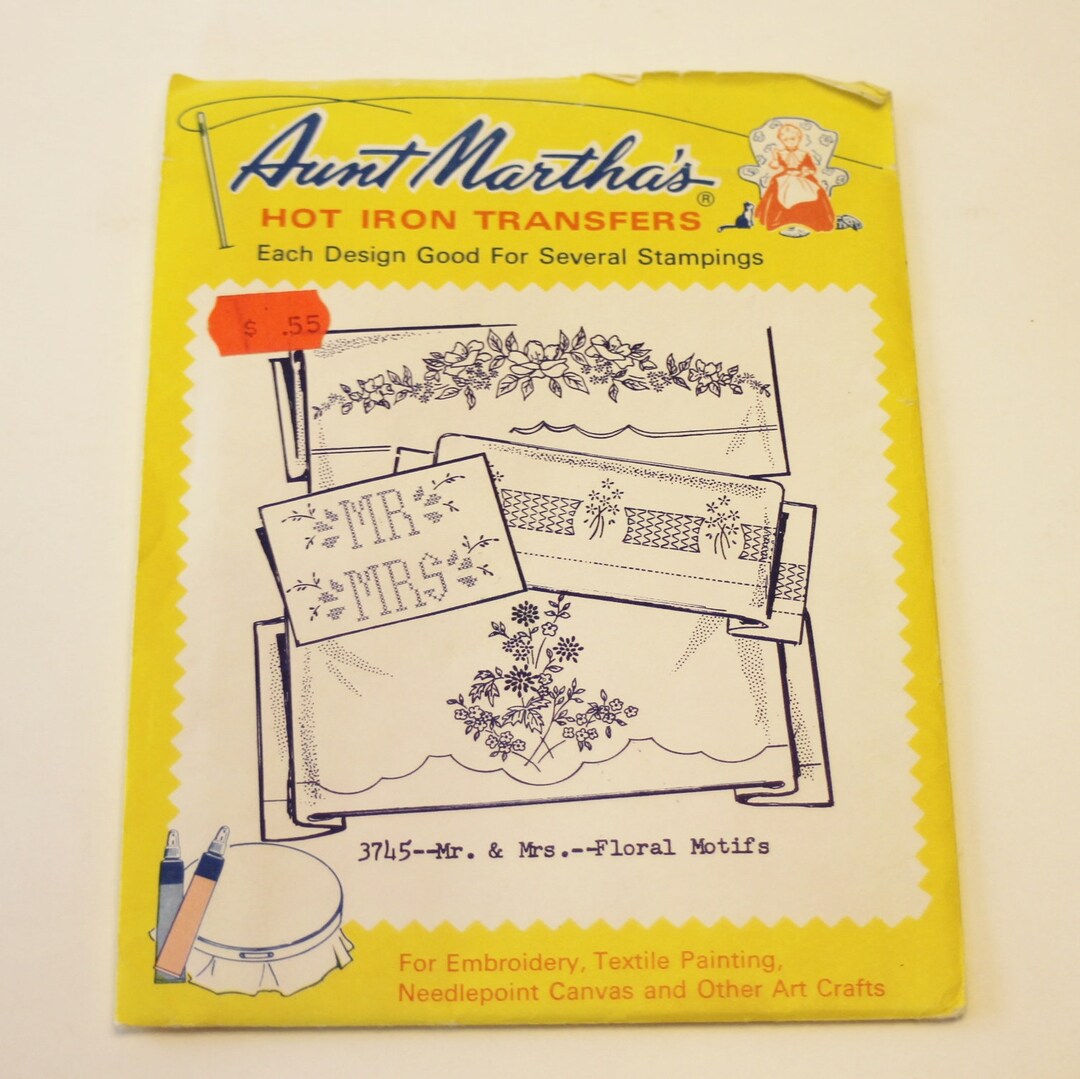 Aunt Martha's®
HOT IRON TRANSFERS
Each Design Good For Several Stampings
$ .55
MR
MRS
3745--Mr. & Mrs.--Floral Motifs
For Embroidery, Textile Painting,
Needlepoint Canvas and Other Art Crafts